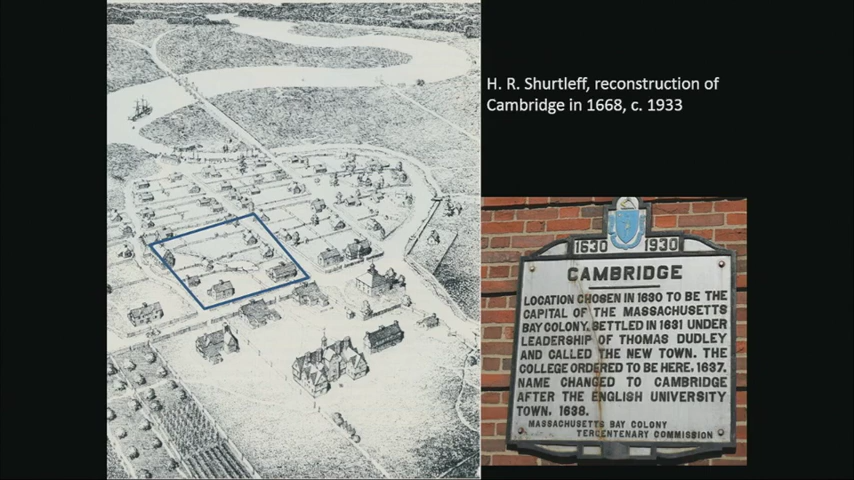 H. R. Shurtleff, reconstruction of
Cambridge in 1668, c. 1933
1630 1930
CAMBRIDGE
LOCATION CHOSEN IN 1630 TO BE THE
CAPITAL OF THE MASSACHUSETTS
BAY COLONY. SETTLED IN 1631 UNDER
LEADERSHIP OF THOMAS DUDLEY
AND CALLED THE NEW TOWN. THE
COLLEGE ORDERED TO BE HERE, 1637.
NAME CHANGED TO CAMBRIDGE
AFTER THE ENGLISH UNIVERSITY
TOWN, 1638.
MASSACHUSETTS BAY COLONY
TERCENTENARY COMMISSION